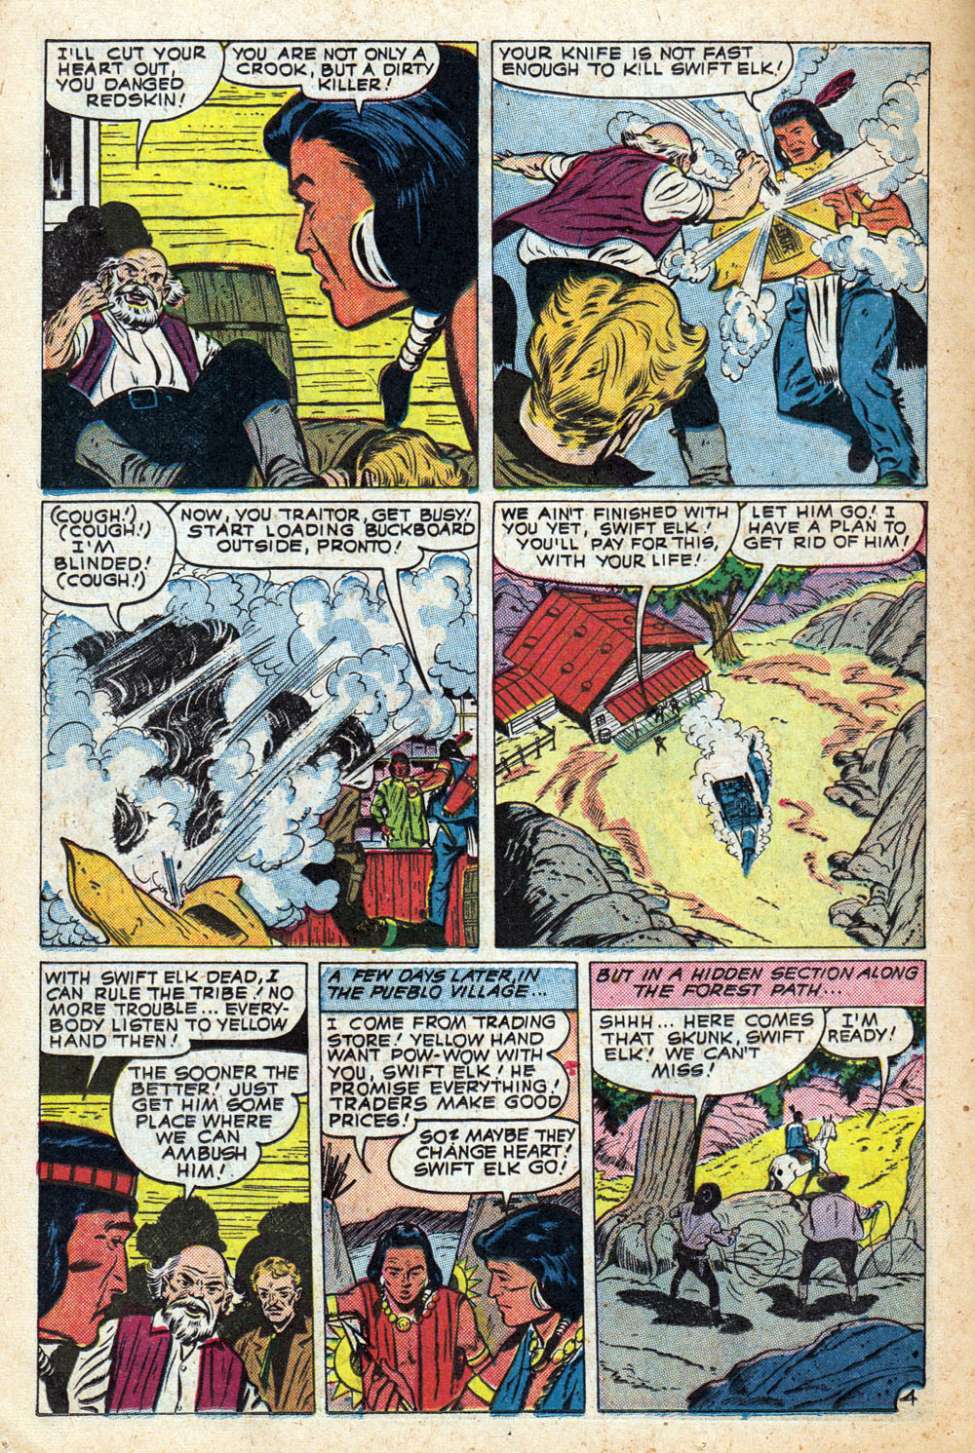 I'LL CUT YOUR
HEART OUT,
YOU DANGED
REDSKIN!
YOU ARE NOT ONLY A
CROOK, BUT A DIRTY
KILLER!
YOUR KNIFE IS NOT FAST
ENOUGH TO KILL SWIFT ELK!
(COUGH!)
(COUGH!)
I'M
BLINDED!
(COUGH!)
NOW, YOU TRAITOR, GET BUSY!
START LOADING BUCKBOARD
OUTSIDE, PRONTO!
WE AIN'T FINISHED WITH
YOU YET, SWIFT ELK!
YOU'LL PAY FOR THIS,
WITH YOUR LIFE!
LET HIM GO! I
HAVE A PLAN TO
GET RID OF HIM!
WITH SWIFT ELK DEAD, I
CAN RULE THE TRIBE! NO
MORE TROUBLE... EVERY-
BODY LISTEN TO YELLOW
HAND THEN!
THE SOONER THE
BETTER! JUST
GET HIM SOME
PLACE WHERE
WE CAN
AMBUSH
HIM!
A FEW DAYS LATER, IN
THE PUEBLO VILLAGE...
I COME FROM TRADING
STORE! YELLOW HAND
WANT POW-WOW WITH
YOU, SWIFT ELK! HE
PROMISE EVERYTHING!
TRADERS MAKE GOOD
PRICES!
SO? MAYBE THEY
CHANGE HEART!
SWIFT ELK GO!
BUT IN A HIDDEN SECTION ALONG
THE FOREST PATH...
SHHH... HERE COMES
THAT SKUNK, SWIFT
ELK! WE CAN'T
MISS!
I'M
READY!
4